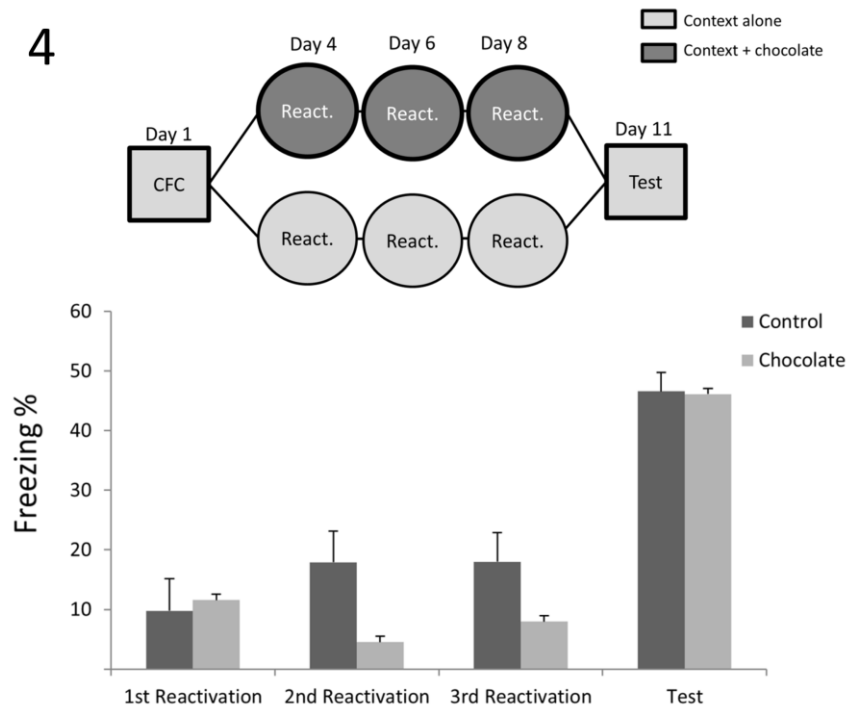 4
Day 4
Day 6
Day 8
Context alone
Context + chocolate
React.
React.
React.
Day 1
Day 11
CFC
Test
React.
React.
React.
60
50
40
30
20
10
Freezing %
Control
Chocolate
1st Reactivation
2nd Reactivation
3rd Reactivation
Test